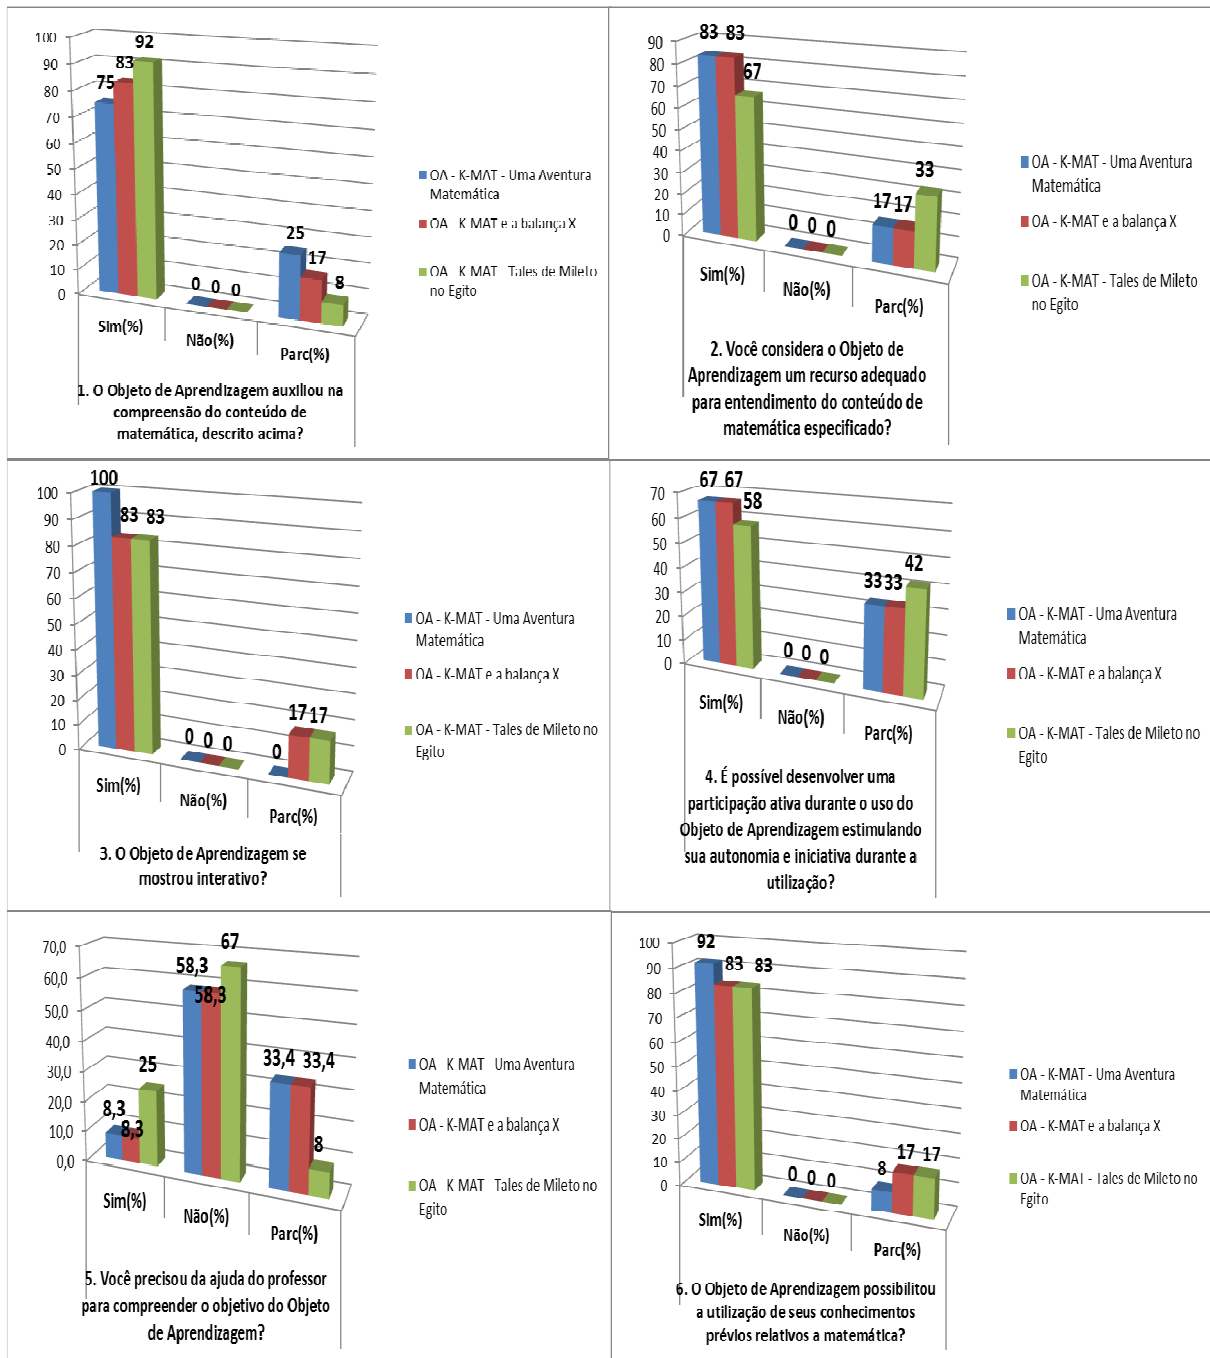 100
90
80
70
60
50
40
30
20
10
0
75
83
92
0 0 0
25
17
8
Sim(%)
Não(%)
Parc(%)
1. O Objeto de Aprendizagem auxiliou na
compreensão do conteúdo de
matemática, descrito acima?
OA - K-MAT - Uma Aventura
Matemática
OA K MAT e a balança X
OA K MAT - Tales de Mileto
no Egito
90
80
70
60
50
40
30
20
10
0
83 83
67
0 0 0
17 17
33
Sim(%)
Não(%)
Parc(%)
2. Você considera o Objeto de
Aprendizagem um recurso adequado
para entendimento do conteúdo de
matemática especificado?
OA - K-MAT - Uma Aventura
Matemática
OA - K-MAT e a balança X
OA - K-MAT - Tales de Mileto
no Egito
100
90
80
70
60
50
40
30
20
10
0
100
83 83
0 0 0
0
17 17
Sim(%)
Não(%)
Parc(%)
3. O Objeto de Aprendizagem se
mostrou interativo?
OA - K-MAT - Uma Aventura
Matemática
OA - K-MAT e a balança X
OA - K-MAT - Tales de Mileto no
Egito
70
60
50
40
30
20
10
0
67 67
58
0 0 0
33 33
42
Sim(%)
Não(%)
Parc(%)
4. É possível desenvolver uma
participação ativa durante o uso do
Objeto de Aprendizagem estimulando
sua autonomia e iniciativa durante a
utilização?
OA - K-MAT - Uma Aventura
Matemática
OA - K-MAT e a balança X
OA - K-MAT - Tales de Mileto no
Egito
70,0
60,0
50,0
40,0
30,0
20,0
10,0
0,0
8,3
8,3
25
58,3
58,3
67
33,4 33,4
8
Sim(%)
Não(%)
Parc(%)
5. Você precisou da ajuda do professor
para compreender o objetivo do Objeto
de Aprendizagem?
OA K MAT Uma Aventura
Matemática
OA - K-MAT e a balança X
OA K MAT Tales de Mileto no
Egito
100
90
80
70
60
50
40
30
20
10
0
92
83 83
0 0 0
8
17 17
Sim(%)
Não(%)
Parc(%)
6. O Objeto de Aprendizagem possibilitou
a utilização de seus conhecimentos
prévios relativos a matemática?
OA - K-MAT - Uma Aventura
Matemática
OA - K-MAT e a balança X
OA - K-MAT - Tales de Mileto no
Egito